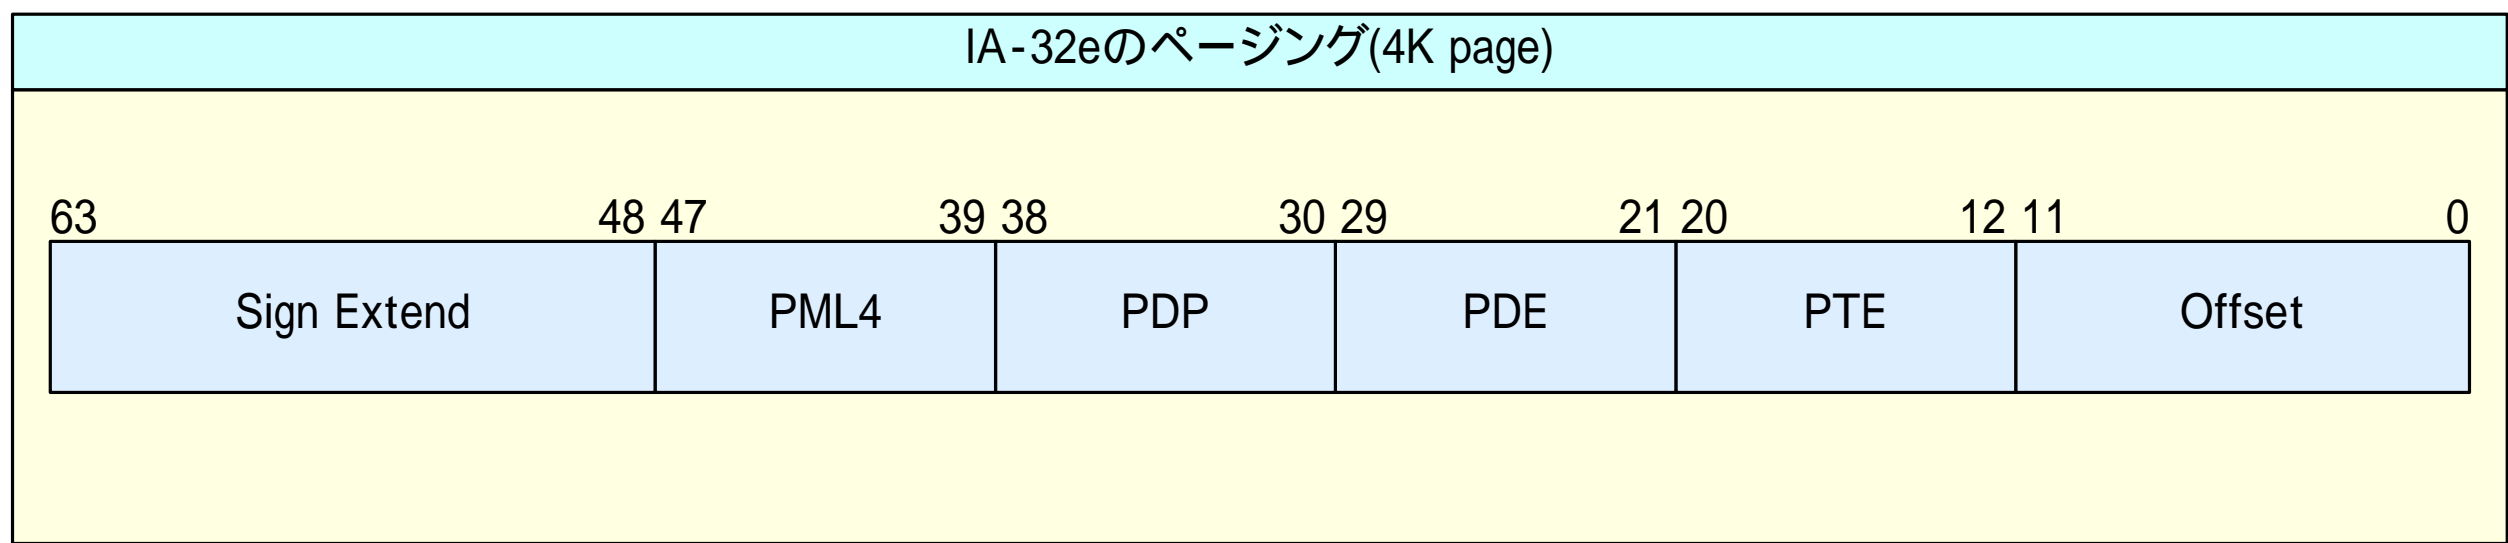 IA-32eのページング(4K page)
63 48 47 39 38 30 29 21 20 12 11 0
Sign Extend PML4 PDP PDE PTE Offset